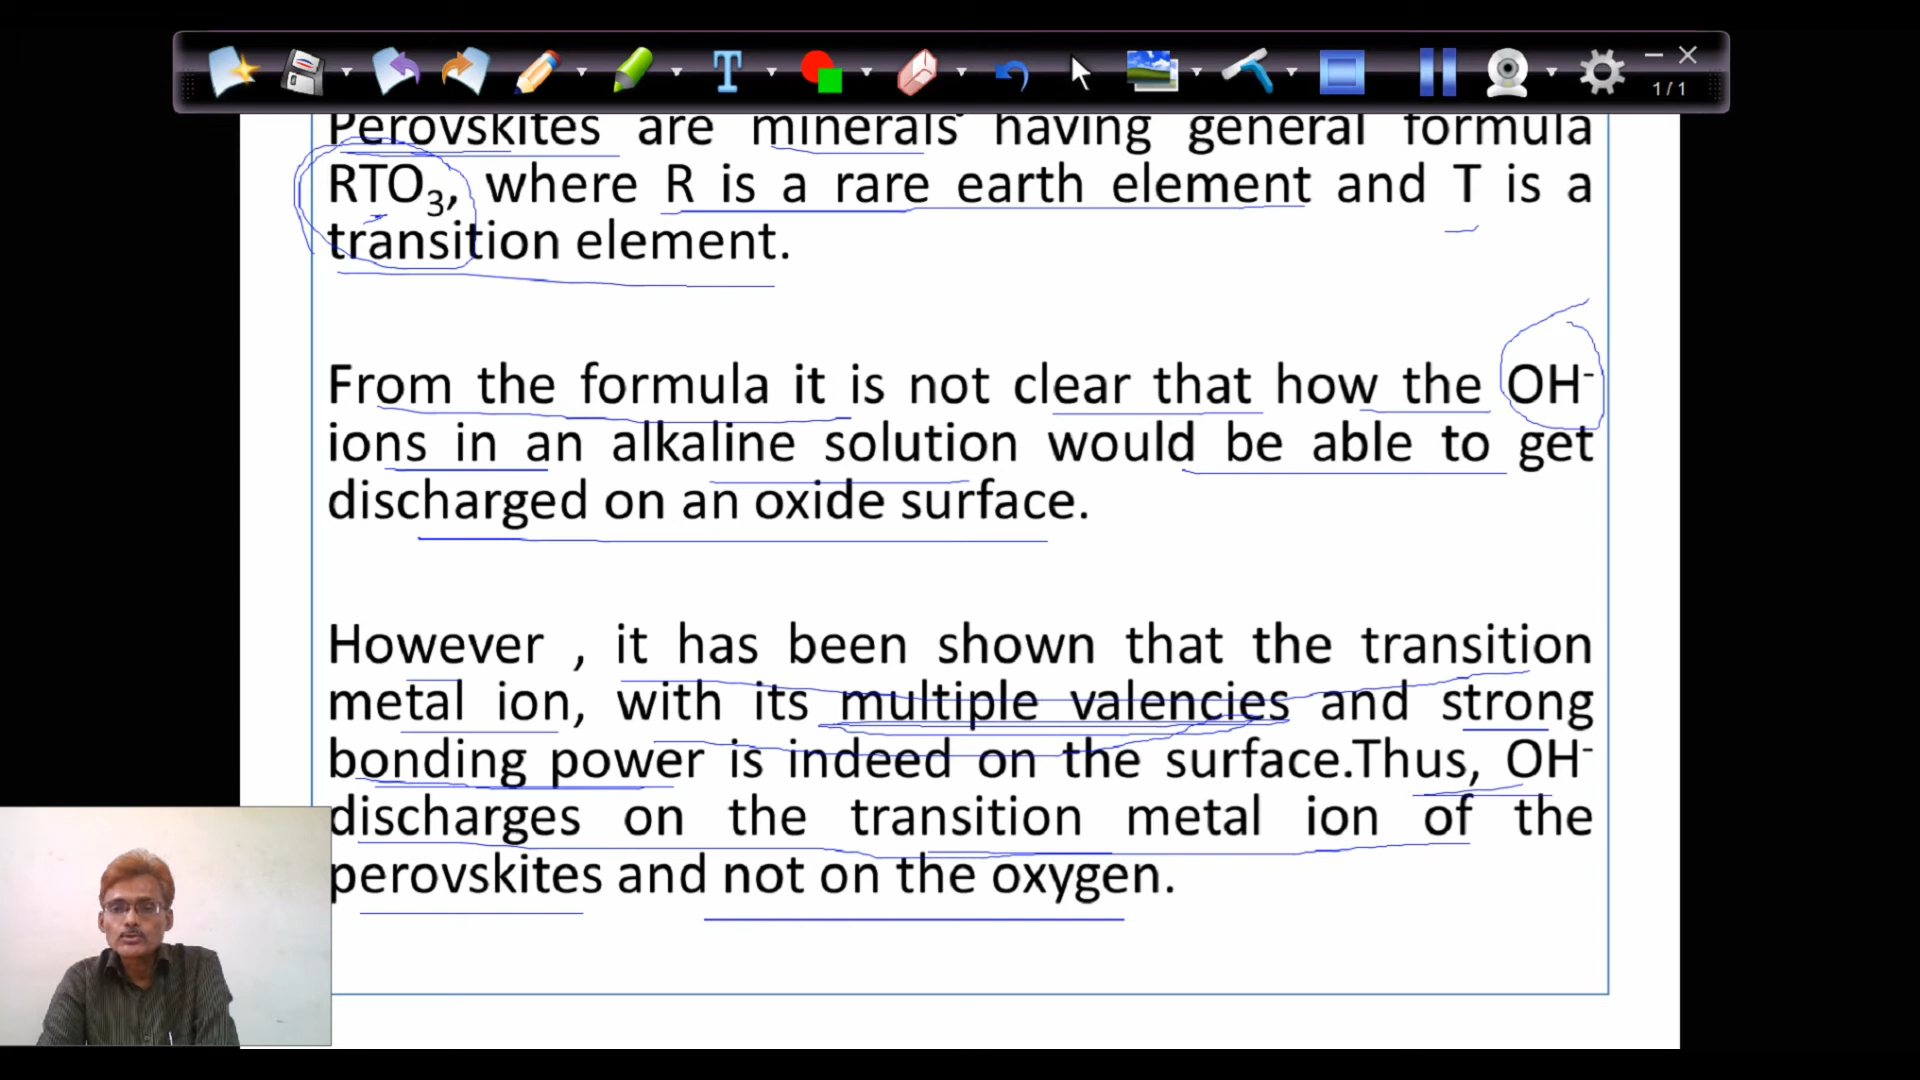 1/1
Perovskites are minerals having general formula
RTO₃, where R is a rare earth element and T is a
transition element.
From the formula it is not clear that how the OH⁻
ions in an alkaline solution would be able to get
discharged on an oxide surface.
However , it has been shown that the transition
metal ion, with its multiple valencies and strong
bonding power is indeed on the surface.Thus, OH⁻
discharges on the transition metal ion of the
perovskites and not on the oxygen.